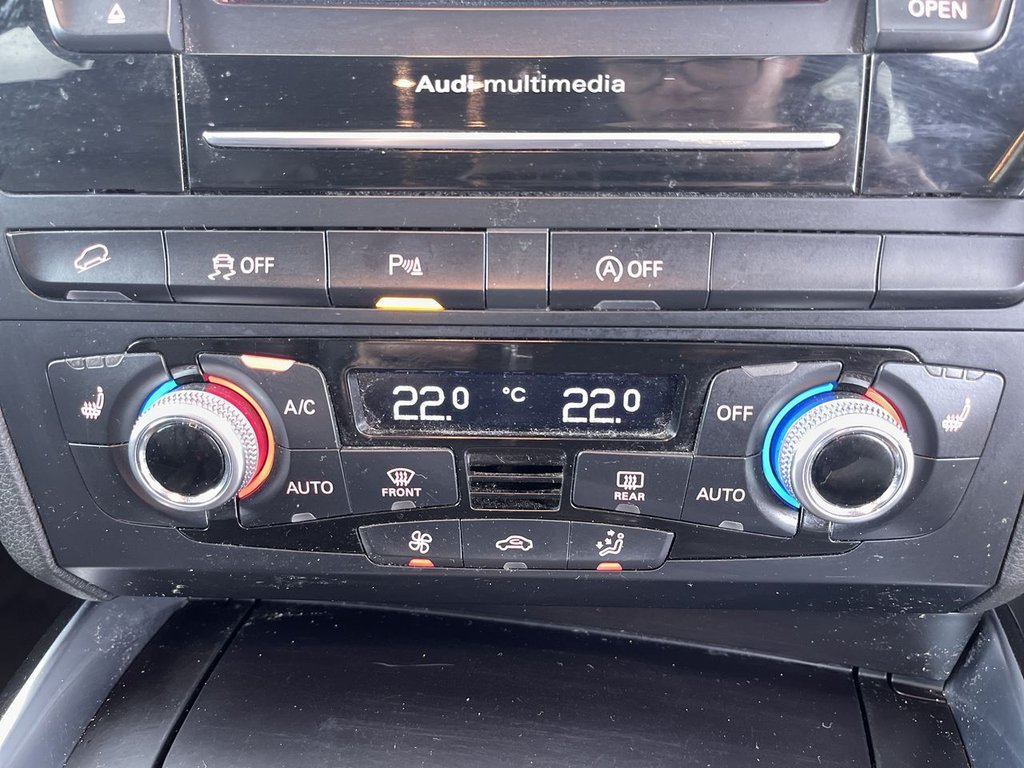 OPEN
Audi multimedia
OFF
P
A OFF
22.0 °C 22.0
A/C
OFF
AUTO
FRONT
REAR
AUTO